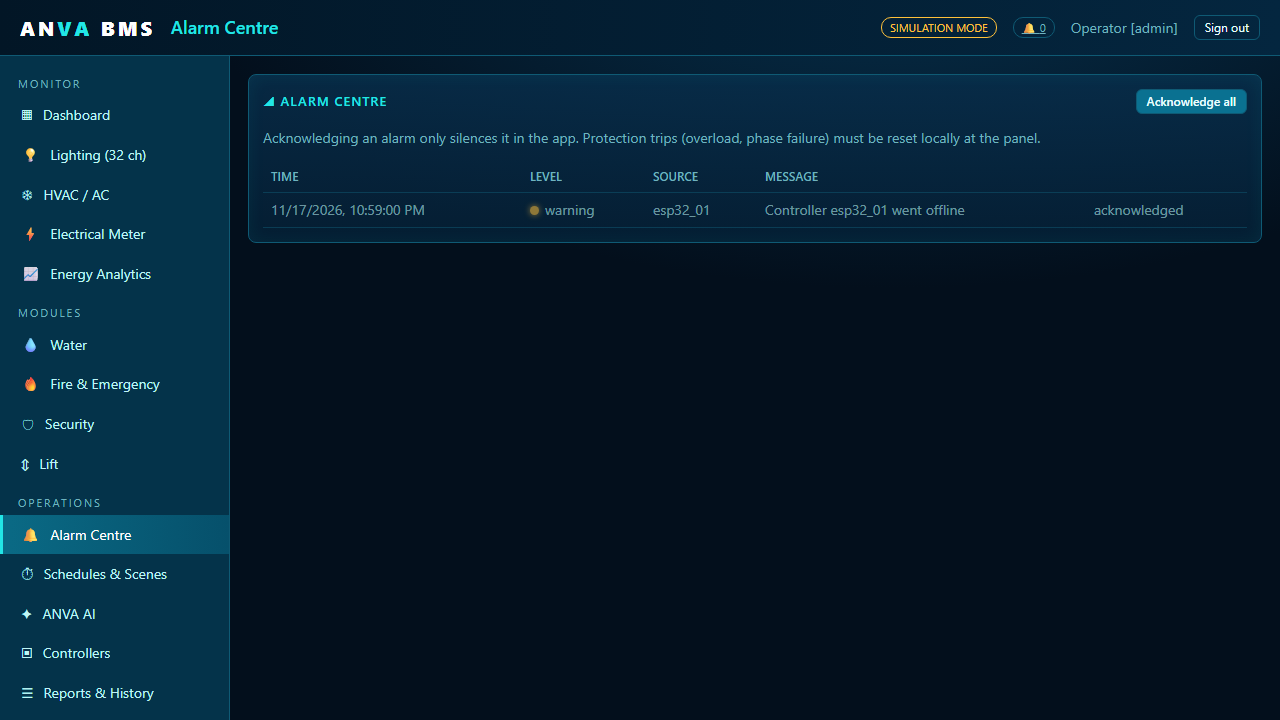 ANVA BMS Alarm Centre
SIMULATION MODE
0
Operator [admin]
Sign out
MONITOR
Dashboard
Lighting (32 ch)
HVAC / AC
Electrical Meter
Energy Analytics
MODULES
Water
Fire & Emergency
Security
Lift
OPERATIONS
Alarm Centre
Schedules & Scenes
ANVA AI
Controllers
Reports & History
ALARM CENTRE
Acknowledge all
Acknowledging an alarm only silences it in the app. Protection trips (overload, phase failure) must be reset locally at the panel.
TIME LEVEL SOURCE MESSAGE
11/17/2026, 10:59:00 PM warning esp32_01 Controller esp32_01 went offline acknowledged